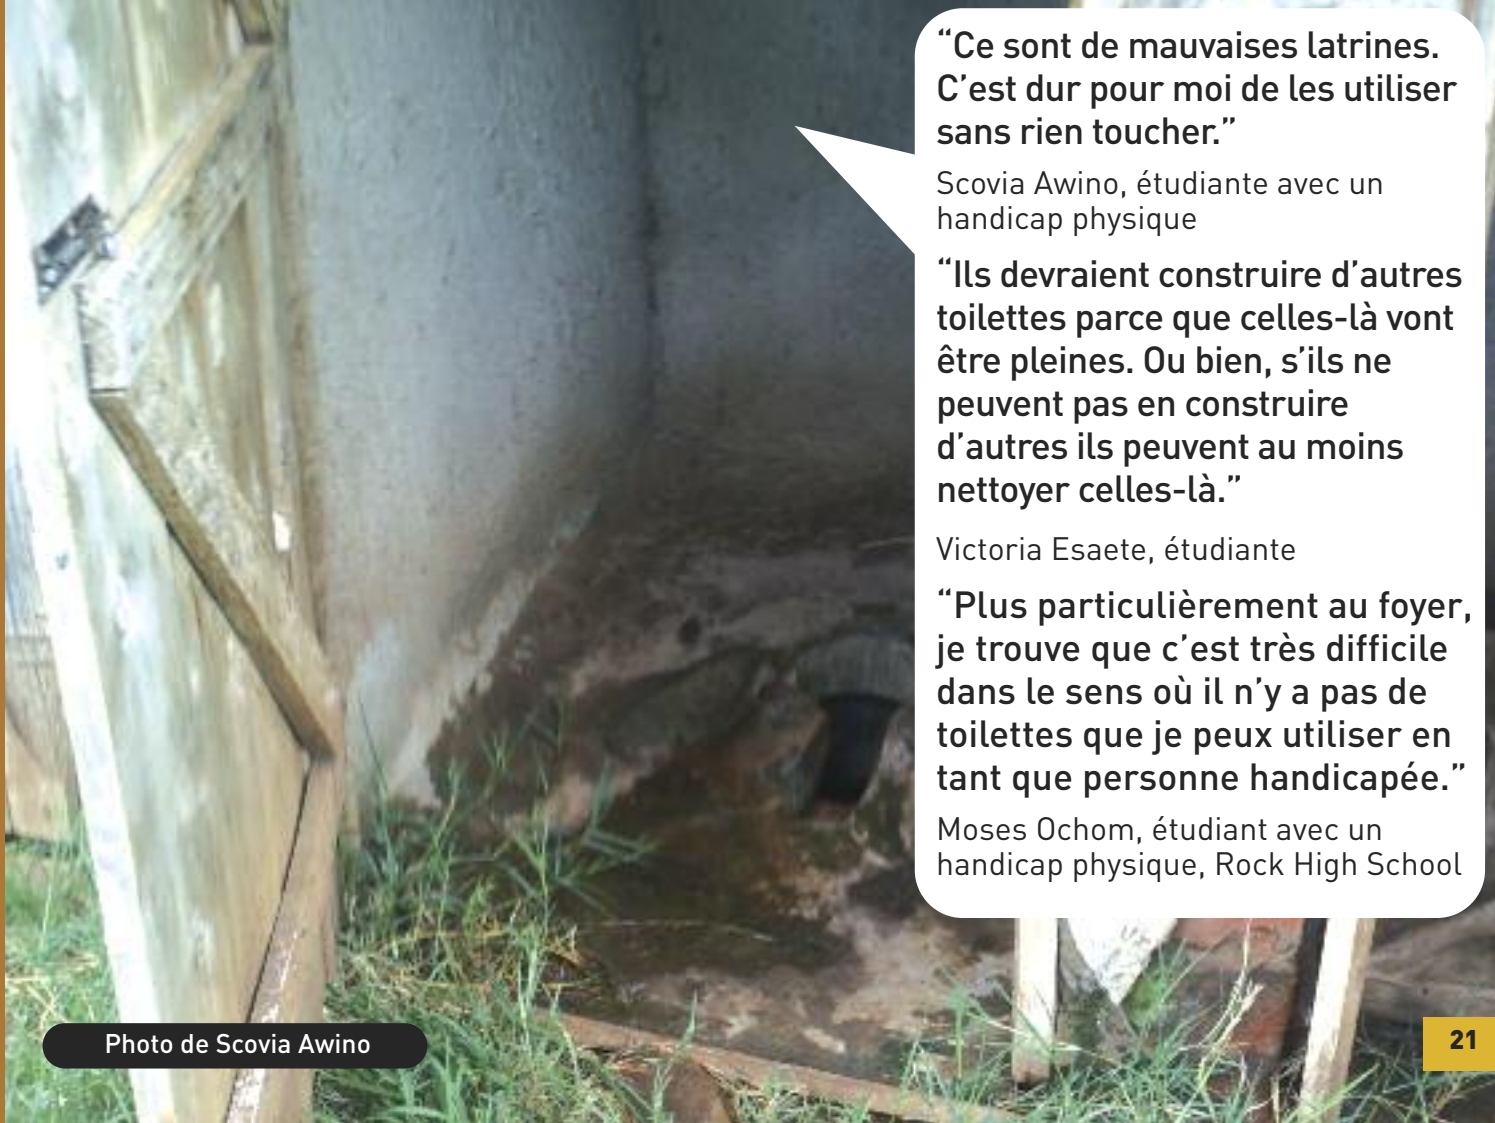 “Ce sont de mauvaises latrines.
C’est dur pour moi de les utiliser
sans rien toucher.”
Scovia Awino, étudiante avec un
handicap physique
“Ils devraient construire d’autres
toilettes parce que celles-là vont
être pleines. Ou bien, s’ils ne
peuvent pas en construire
d’autres ils peuvent au moins
nettoyer celles-là.”
Victoria Esaete, étudiante
“Plus particulièrement au foyer,
je trouve que c’est très difficile
dans le sens où il n’y a pas de
toilettes que je peux utiliser en
tant que personne handicapée.”
Moses Ochom, étudiant avec un
handicap physique, Rock High School
Photo de Scovia Awino
21